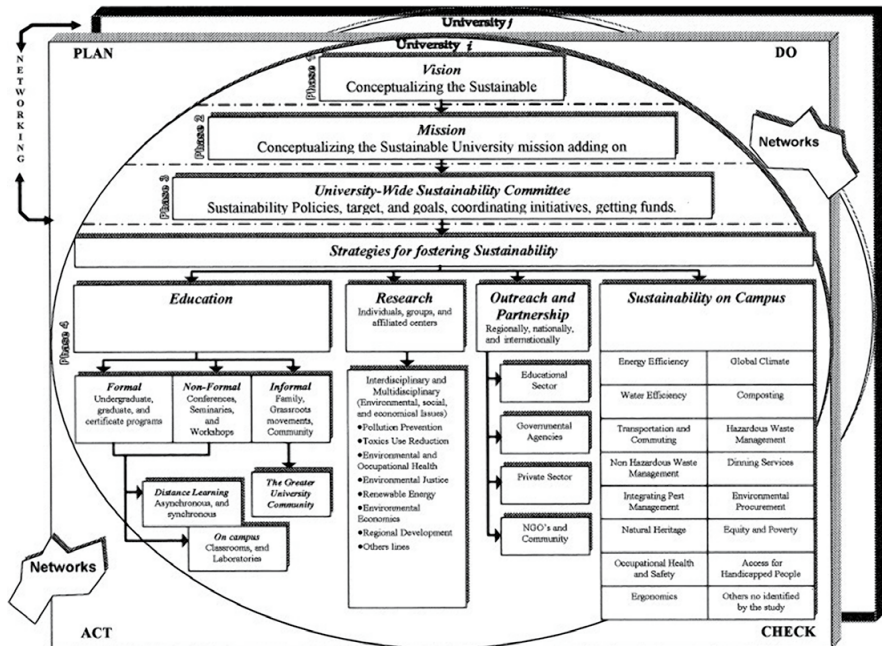 University j
University i
PLAN
DO
NETWORKING
Networks
Phase 1
Vision
Conceptualizing the Sustainable
Phase 2
Mission
Conceptualizing the Sustainable University mission adding on
Phase 3
University-Wide Sustainability Committee
Sustainability Policies, target, and goals, coordinating initiatives, getting funds.
Strategies for fostering Sustainability
Phase 4
Education
Formal
Undergraduate,
graduate, and
certificate programs
Non-Formal
Conferences,
Seminaries,
and
Workshops
Informal
Family,
Grassroots
movements,
Community
Distance Learning
Asynchronous, and
synchronous
On campus
Classrooms, and
Laboratories
The Greater
University
Community
Research
Individuals, groups, and
affiliated centers
Interdisciplinary and
Multidisciplinary
(Environmental, social,
and economical Issues)
●Pollution Prevention
●Toxics Use Reduction
●Environmental and
Occupational Health
●Environmental Justice
●Renewable Energy
●Environmental
Economics
●Regional Development
●Others lines
Outreach and
Partnership
Regionally, nationally,
and internationally
Educational
Sector
Governmental
Agencies
Private Sector
NGO's and
Community
Sustainability on Campus
Energy Efficiency
Global Climate
Water Efficiency
Composting
Transportation and
Commuting
Hazardous Waste
Management
Non Hazardous Waste
Management
Dinning Services
Integrating Pest
Management
Environmental
Procurement
Natural Heritage
Equity and Poverty
Occupational Health
and Safety
Access for
Handicapped People
Ergonomics
Others no identified
by the study
Networks
ACT
CHECK